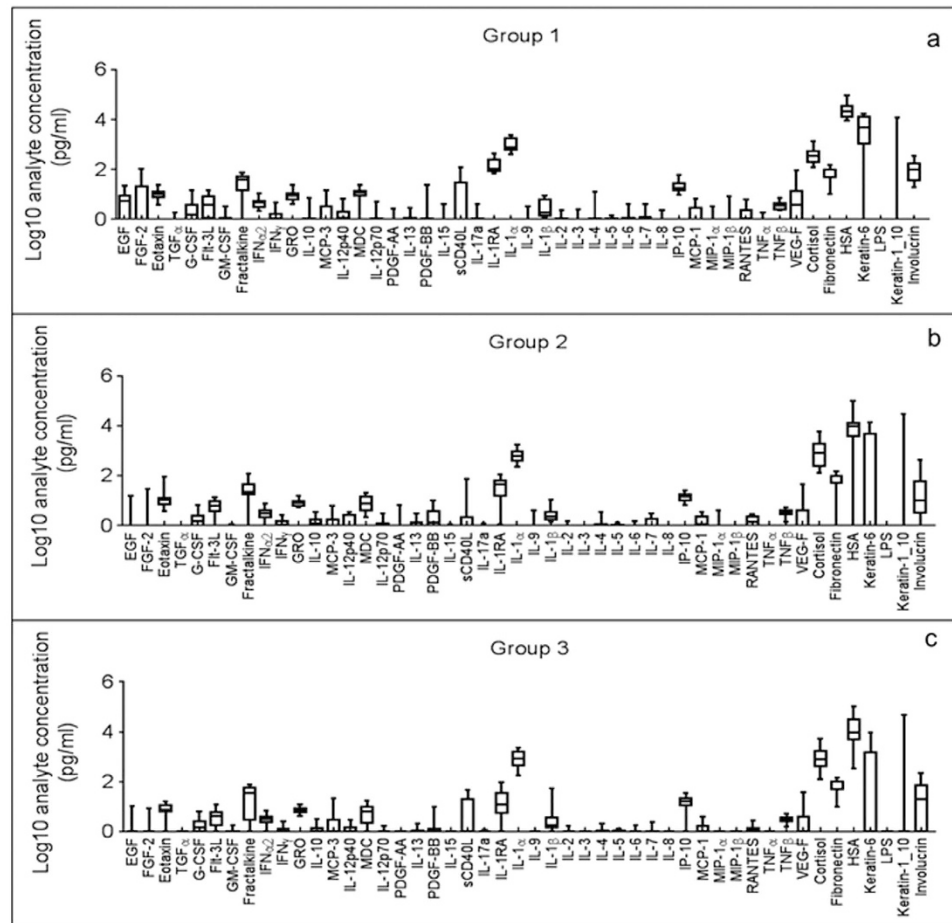 a
Group 1
Log10 analyte concentration
(pg/ml)
6
4
2
0
EGF
FGF-2
Eotaxin
TGFα
G-CSF
Flt-3L
GM-CSF
Fractalkine
IFNα2
IFNγ
GRO
IL-10
MCP-3
IL-12p40
MDC
IL-12p70
PDGF-AA
IL-13
PDGF-BB
IL-15
sCD40L
IL-17a
IL-1RA
IL-1α
IL-9
IL-1β
IL-2
IL-3
IL-4
IL-5
IL-6
IL-7
IL-8
IP-10
MCP-1
MIP-1α
MIP-1β
RANTES
TNFα
TNFβ
VEG-F
Cortisol
Fibronectin
HSA
Keratin-6
LPS
Keratin-1_10
Involucrin
b
Group 2
Log10 analyte concentration
(pg/ml)
6
4
2
0
EGF
FGF-2
Eotaxin
TGFα
G-CSF
Flt-3L
GM-CSF
Fractalkine
IFNα2
IFNγ
GRO
IL-10
MCP-3
IL-12p40
MDC
IL-12p70
PDGF-AA
IL-13
PDGF-BB
IL-15
sCD40L
IL-17a
IL-1RA
IL-1α
IL-9
IL-1β
IL-2
IL-3
IL-4
IL-5
IL-6
IL-7
IL-8
IP-10
MCP-1
MIP-1α
MIP-1β
RANTES
TNFα
TNFβ
VEG-F
Cortisol
Fibronectin
HSA
Keratin-6
LPS
Keratin-1_10
Involucrin
c
Group 3
Log10 analyte concentration
(pg/ml)
6
4
2
0
EGF
FGF-2
Eotaxin
TGFα
G-CSF
Flt-3L
GM-CSF
Fractalkine
IFNα2
IFNγ
GRO
IL-10
MCP-3
IL-12p40
MDC
IL-12p70
PDGF-AA
IL-13
PDGF-BB
IL-15
sCD40L
IL-17a
IL-1RA
IL-1α
IL-9
IL-1β
IL-2
IL-3
IL-4
IL-5
IL-6
IL-7
IL-8
IP-10
MCP-1
MIP-1α
MIP-1β
RANTES
TNFα
TNFβ
VEG-F
Cortisol
Fibronectin
HSA
Keratin-6
LPS
Keratin-1_10
Involucrin